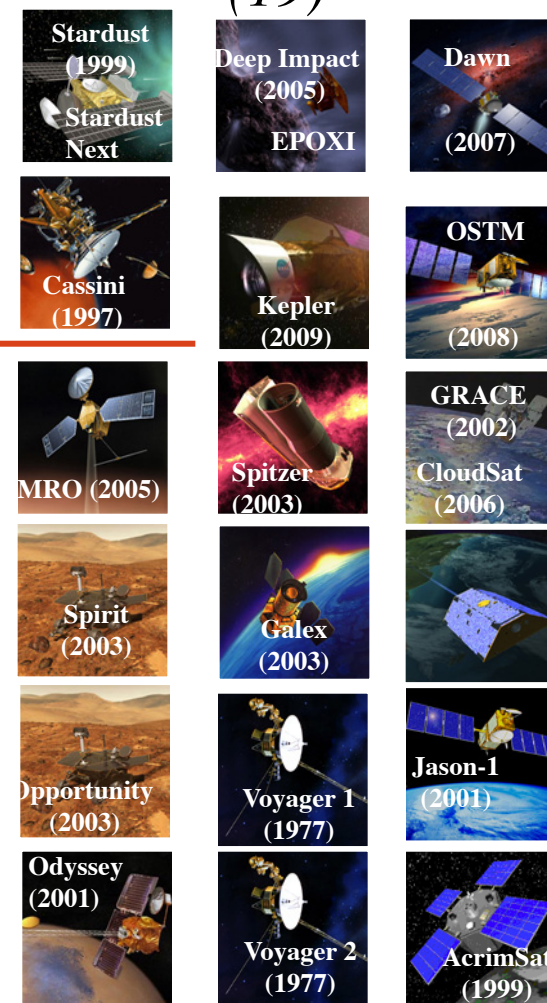 (19)
Stardust
(1999)
Stardust
Next
Deep Impact
(2005)
EPOXI
Dawn
(2007)
Cassini
(1997)
Kepler
(2009)
OSTM
(2008)
MRO (2005)
Spitzer
(2003)
GRACE
(2002)
CloudSat
(2006)
Spirit
(2003)
Galex
(2003)
Opportunity
(2003)
Voyager 1
(1977)
Jason-1
(2001)
Odyssey
(2001)
Voyager 2
(1977)
AcrimSat
(1999)